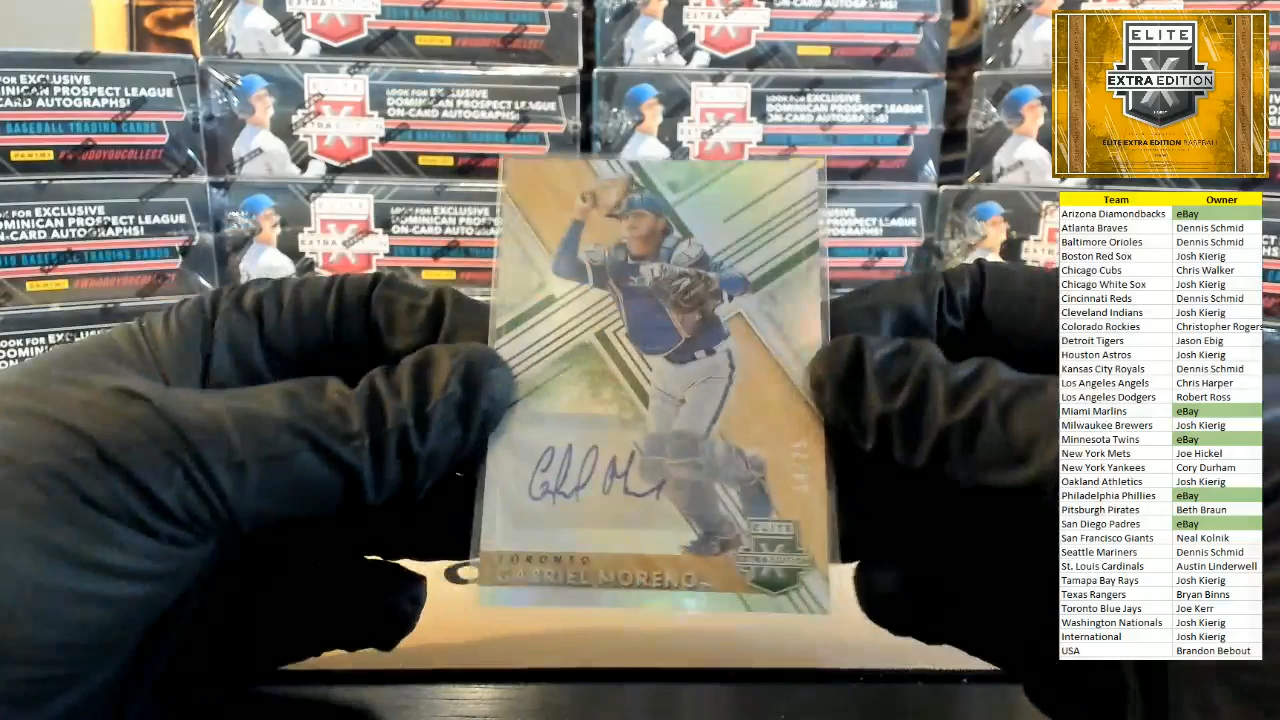 LOOK FOR EXCLUSIVE
DOMINICAN PROSPECT LEAGUE
ON-CARD AUTOGRAPHS!
BASEBALL TRADING CARDS
PANINI
#WHODOYOUCOLLECT
ELITE
EXTRA EDITION
TORONTO
GABRIEL MORENO
ELITE
EXTRA EDITION
ELITE EXTRA EDITION BASEBALL
Team Owner
Arizona Diamondbacks eBay
Atlanta Braves Dennis Schmid
Baltimore Orioles Dennis Schmid
Boston Red Sox Josh Kierig
Chicago Cubs Chris Walker
Chicago White Sox Josh Kierig
Cincinnati Reds Dennis Schmid
Cleveland Indians Josh Kierig
Colorado Rockies Christopher Rogers
Detroit Tigers Jason Ebig
Houston Astros Josh Kierig
Kansas City Royals Dennis Schmid
Los Angeles Angels Chris Harper
Los Angeles Dodgers Robert Ross
Miami Marlins eBay
Milwaukee Brewers Josh Kierig
Minnesota Twins eBay
New York Mets Joe Hickel
New York Yankees Cory Durham
Oakland Athletics Josh Kierig
Philadelphia Phillies eBay
Pitsburgh Pirates Beth Braun
San Diego Padres eBay
San Francisco Giants Neal Kolnik
Seattle Mariners Dennis Schmid
St. Louis Cardinals Austin Linderwell
Tamapa Bay Rays Josh Kierig
Texas Rangers Bryan Binns
Toronto Blue Jays Joe Kerr
Washington Nationals Josh Kierig
International Josh Kierig
USA Brandon Bebout